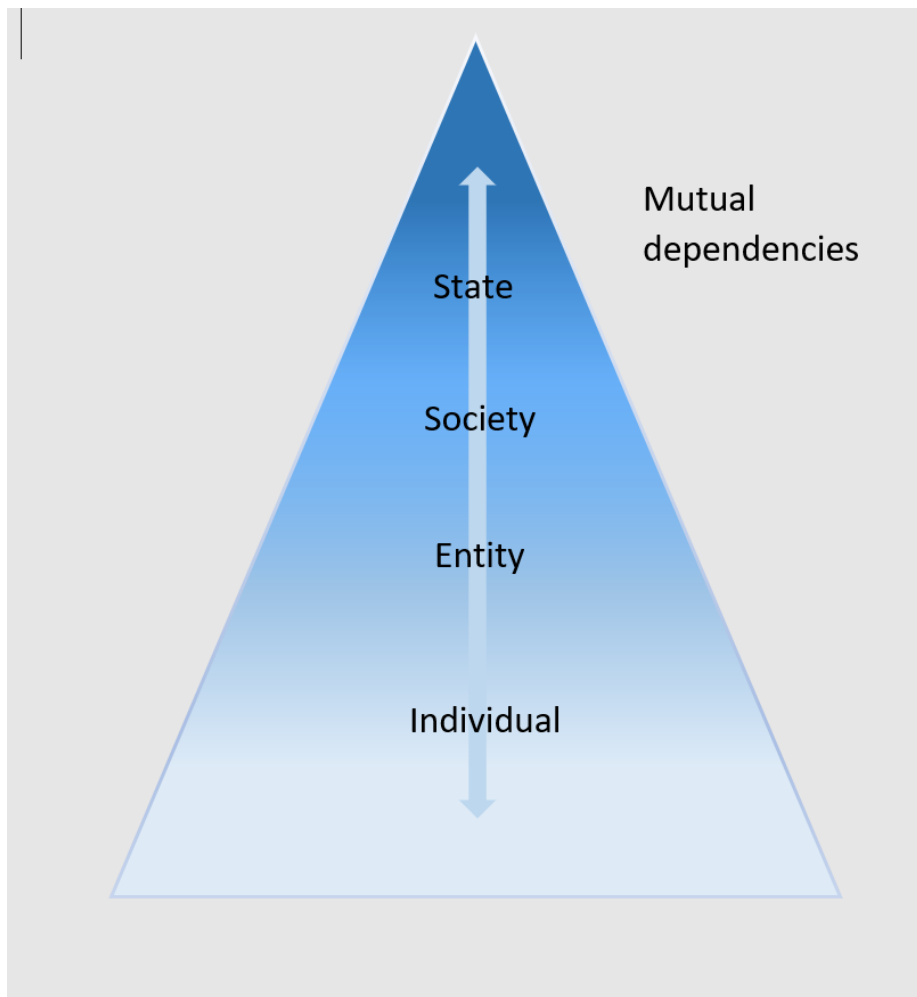 Mutual
dependencies
State
Society
Entity
Individual